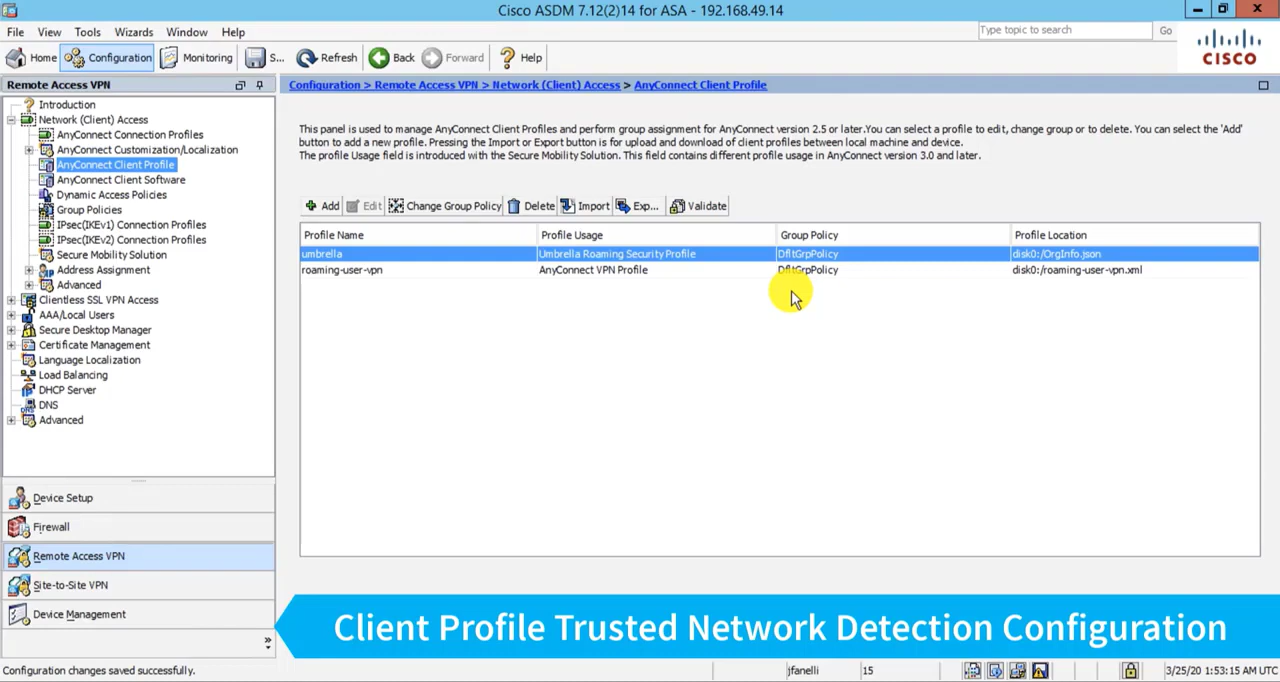 Cisco ASDM 7.12(2)14 for ASA - 192.168.49.14
File View Tools Wizards Window Help
Type to search Go
Home Configuration Monitoring S... Refresh Back Forward Help
CISCO
Remote Access VPN
Configuration > Remote Access VPN > Network (Client) Access > AnyConnect Client Profile
Introduction
Network (Client) Access
AnyConnect Connection Profiles
AnyConnect Customization/Localization
AnyConnect Client Profile
AnyConnect Client Software
Dynamic Access Policies
Group Policies
IPsec(IKEv1) Connection Profiles
IPsec(IKEv2) Connection Profiles
Secure Mobility Solution
Address Assignment
Advanced
Clientless SSL VPN Access
AAA/Local Users
Secure Desktop Manager
Certificate Management
Language Localization
Load Balancing
DHCP Server
DNS
Advanced
Device Setup
Firewall
Remote Access VPN
Site-to-Site VPN
Device Management
This panel is used to manage AnyConnect Client Profiles and perform group assignment for AnyConnect version 2.5 or later.You can select a profile to edit, change group or to delete. You can select the 'Add'
button to add a new profile. Pressing the Import or Export button is for upload and download of client profiles between local machine and device.
The profile Usage field is introduced with the Secure Mobility Solution. This field contains different profile usage in AnyConnect version 3.0 and later.
Add Edit Change Group Policy Delete Import Exp... Validate
Profile Name Profile Usage Group Policy Profile Location
umbrella Umbrella Roaming Security Profile DfltGrpPolicy disk0:/OrgInfo.json
roaming-user-vpn AnyConnect VPN Profile DfltGrpPolicy disk0:/roaming-user-vpn.xml
Client Profile Trusted Network Detection Configuration
Configuration changes saved successfully. jfanelli 15 3/25/20 1:53:15 AM UTC